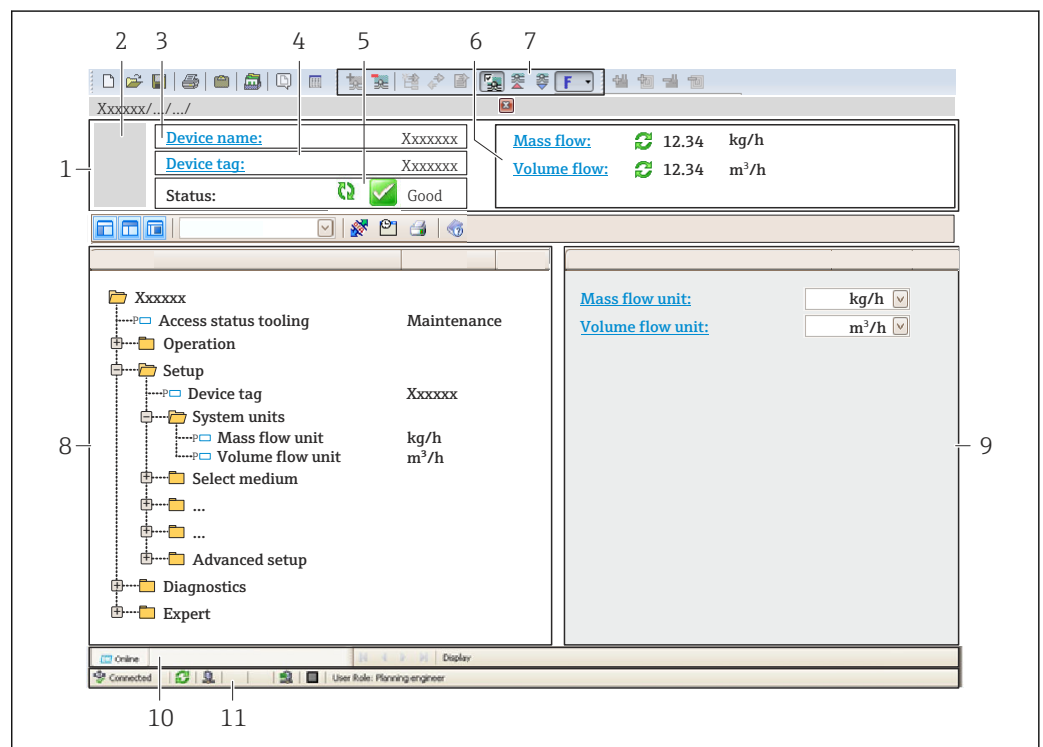 2 3 4 5 6 7
F
Xxxxxx/.../.../
1
Device name: Xxxxxxx
Device tag: Xxxxxxx
Status: Good
Mass flow: 12.34 kg/h
Volume flow: 12.34 m³/h
Xxxxxx
P Access status tooling Maintenance
Operation
Setup
P Device tag Xxxxxx
System units
P Mass flow unit kg/h
P Volume flow unit m³/h
Select medium
...
...
Advanced setup
Diagnostics
Expert
Mass flow unit: kg/h
Volume flow unit: m³/h
8
9
Online Display
Connected User Role: Planning engineer
10 11